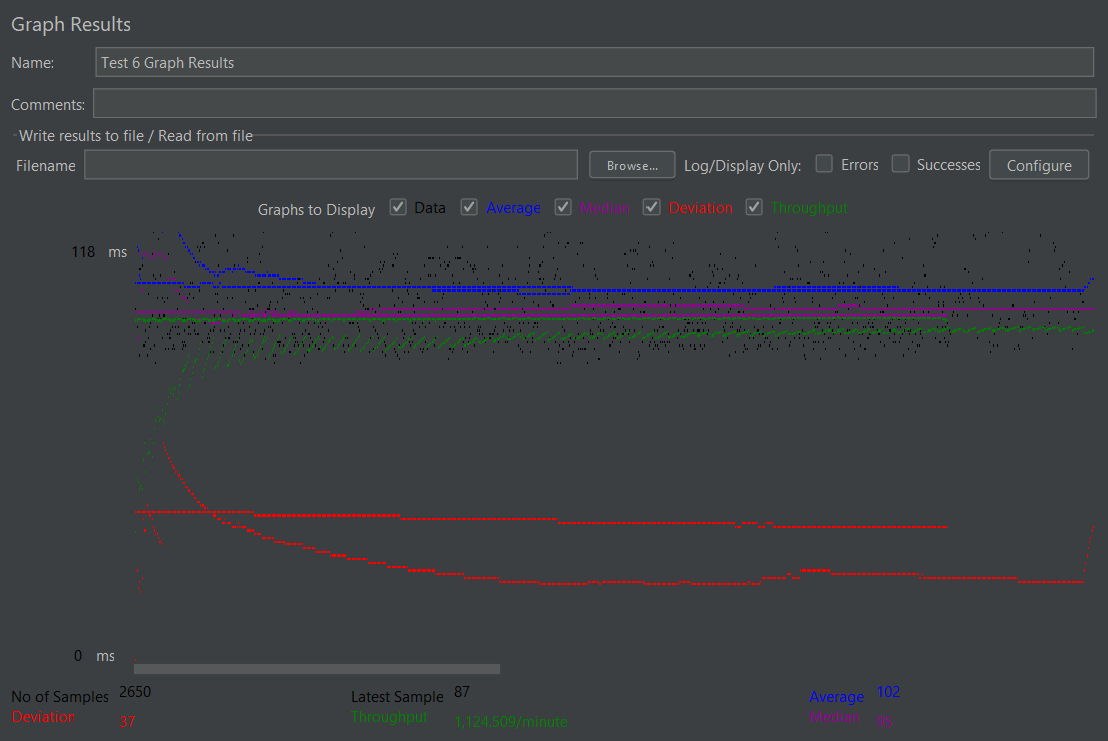 Graph Results
Name: Test 6 Graph Results
Comments:
Write results to file / Read from file
Filename Browse... Log/Display Only: Errors Successes Configure
Graphs to Display Data Average Median Deviation Throughput
118 ms
0 ms
No of Samples 2650 Latest Sample 87 Average 102
Deviation 37 Throughput 1,124.509/minute Median 95